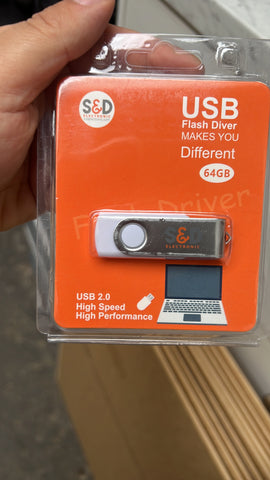 S&D
ELECTRONIC
USB
Flash Diver
MAKES YOU
Different
64GB
Flash Driver
S&
ELECTRONIC
USB 2.0
High Speed
High Performance